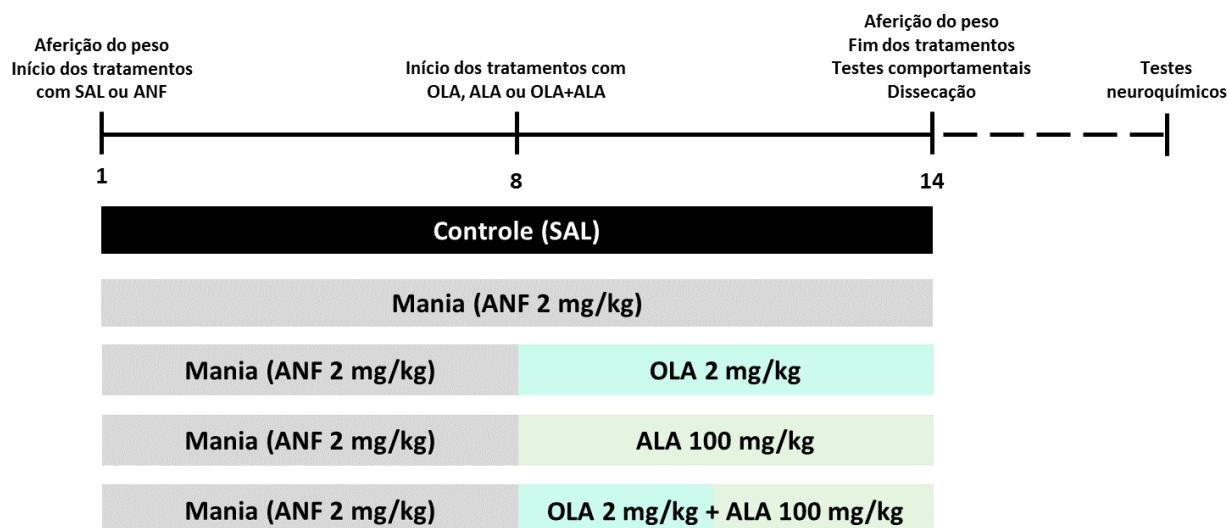 Aferição do peso
Início dos tratamentos
com SAL ou ANF
Início dos tratamentos com
OLA, ALA ou OLA+ALA
Aferição do peso
Fim dos tratamentos
Testes comportamentais
Dissecação
Testes
neuroquímicos
1
8
14
Controle (SAL)
Mania (ANF 2 mg/kg)
Mania (ANF 2 mg/kg)
OLA 2 mg/kg
Mania (ANF 2 mg/kg)
ALA 100 mg/kg
Mania (ANF 2 mg/kg)
OLA 2 mg/kg + ALA 100 mg/kg